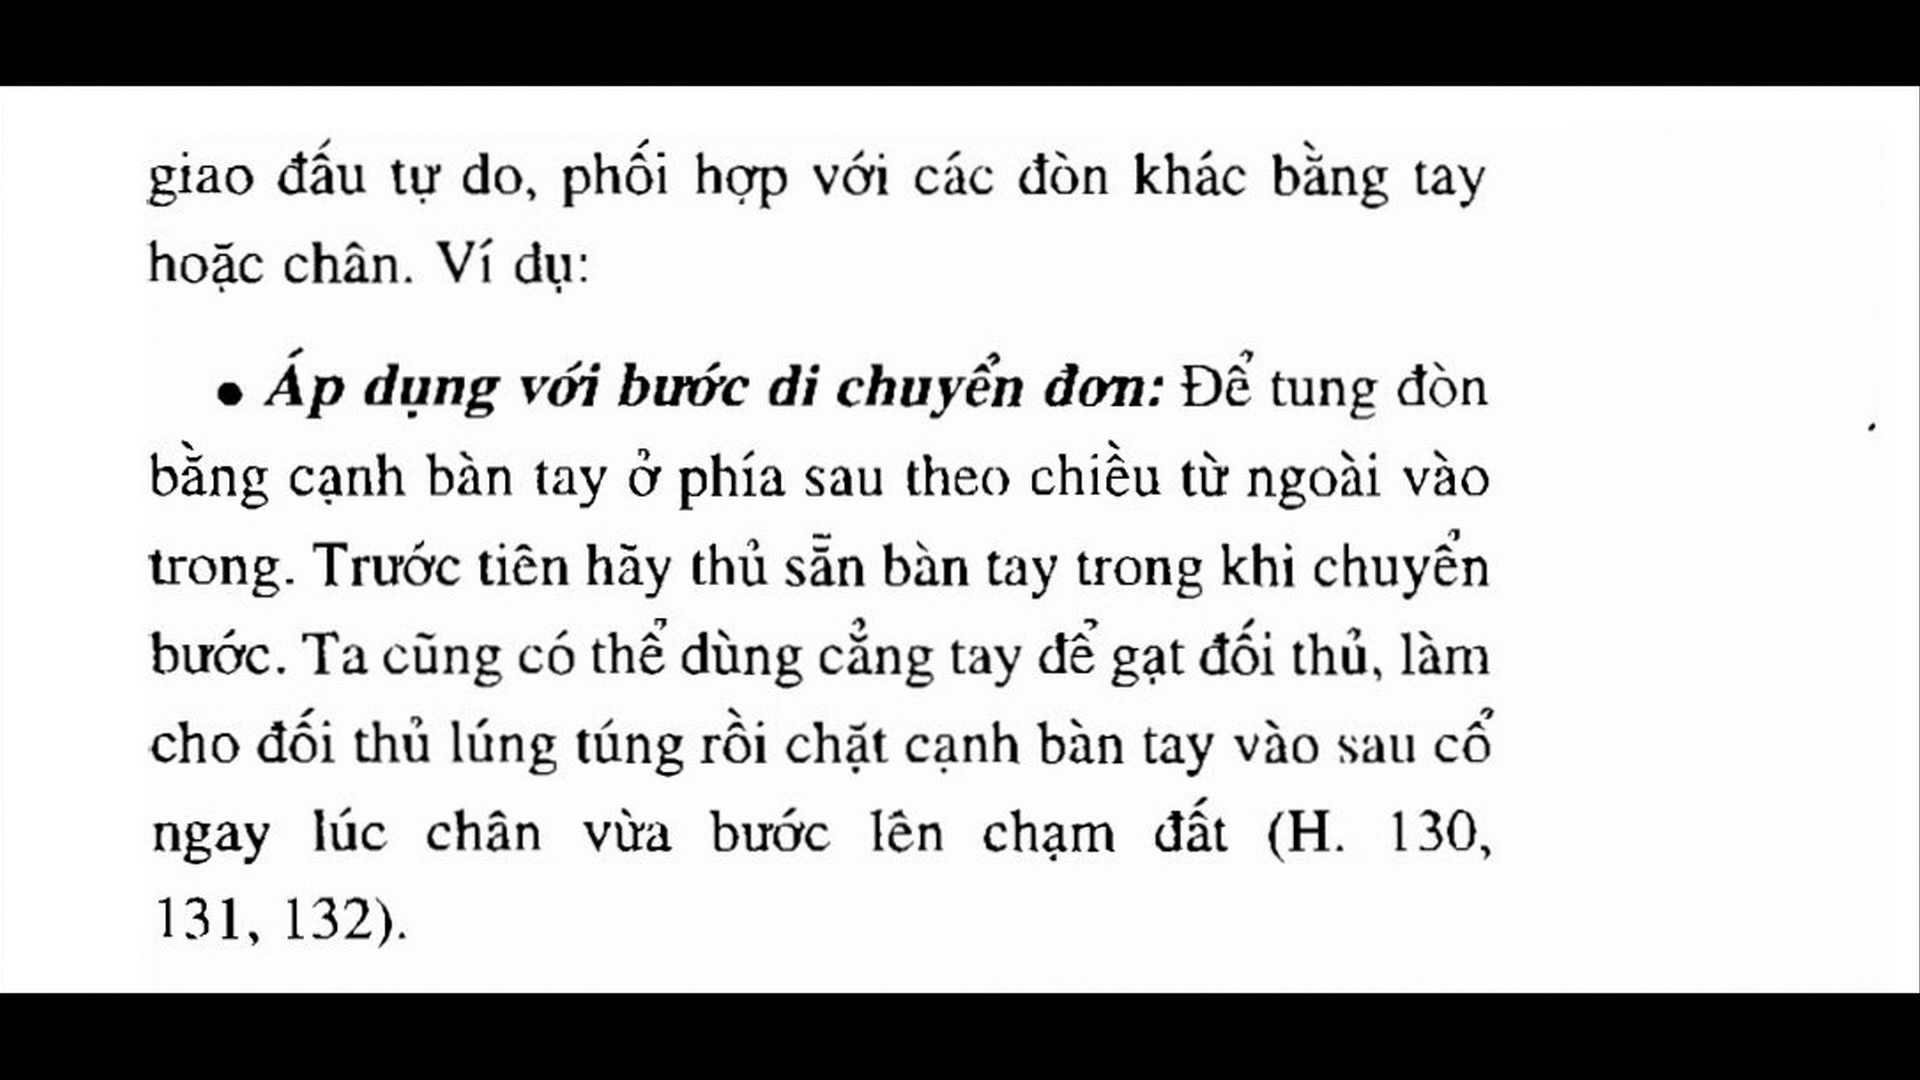 giao đấu tự do, phối hợp với các đòn khác bằng tay
hoặc chân. Ví dụ:
• Áp dụng với bước di chuyển đơn: Để tung đòn
bằng cạnh bàn tay ở phía sau theo chiều từ ngoài vào
trong. Trước tiên hãy thủ sẵn bàn tay trong khi chuyển
bước. Ta cũng có thể dùng cẳng tay để gạt đối thủ, làm
cho đối thủ lúng túng rồi chặt cạnh bàn tay vào sau cổ
ngay lúc chân vừa bước lên chạm đất (H. 130,
131, 132).